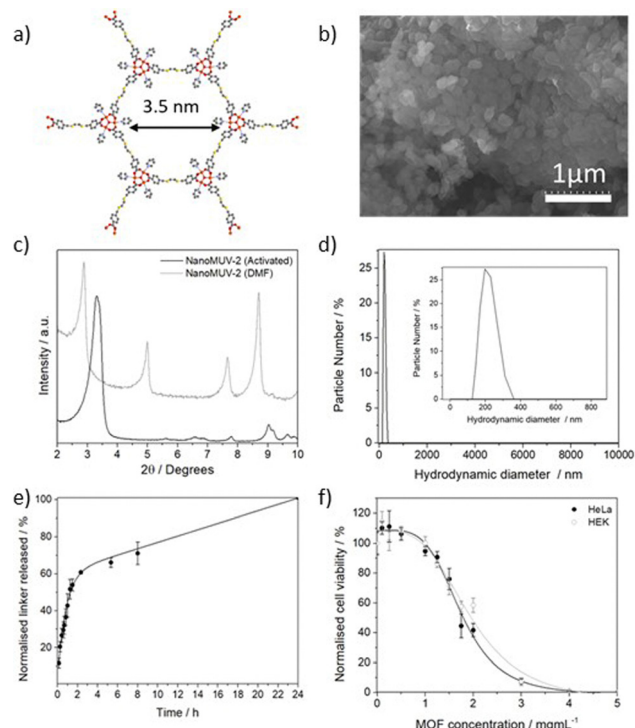 a)
3.5 nm
b)
1μm
c)
NanoMUV-2 (Activated)
NanoMUV-2 (DMF)
Intensity / a.u.
2 3 4 5 6 7 8 9 10
2θ / Degrees
d)
25
20
15
10
5
0
Particle Number / %
25
20
15
10
5
0
Particle Number / %
0 200 400 600 800
Hydrodynamic diameter / nm
0 2000 4000 6000 8000 10000
Hydrodynamic diameter / nm
e)
100
80
60
40
20
Normalised linker released / %
0 2 4 6 8 10 12 14 16 18 20 22 24
Time / h
f)
HeLa
HEK
120
100
80
60
40
20
0
Normalised cell viability / %
0 1 2 3 4 5
MOF concentration / mgmL⁻¹